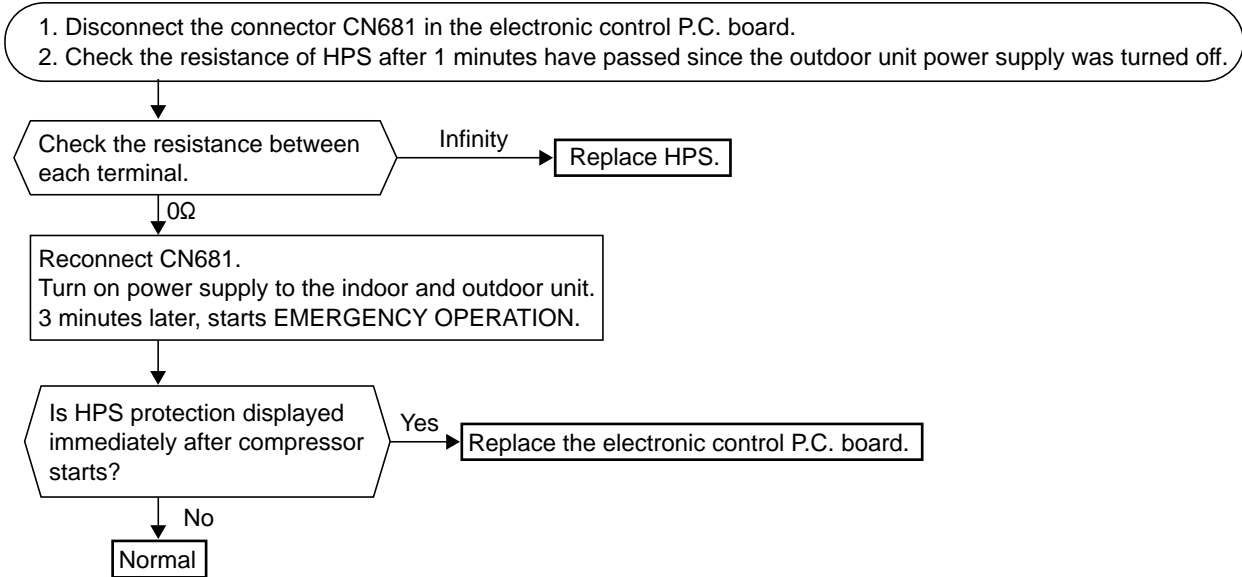 1. Disconnect the connector CN681 in the electronic control P.C. board.
2. Check the resistance of HPS after 1 minutes have passed since the outdoor unit power supply was turned off.
Check the resistance between
each terminal.
Infinity
Replace HPS.
0Ω
Reconnect CN681.
Turn on power supply to the indoor and outdoor unit.
3 minutes later, starts EMERGENCY OPERATION.
Is HPS protection displayed
immediately after compressor
starts?
Yes
Replace the electronic control P.C. board.
No
Normal